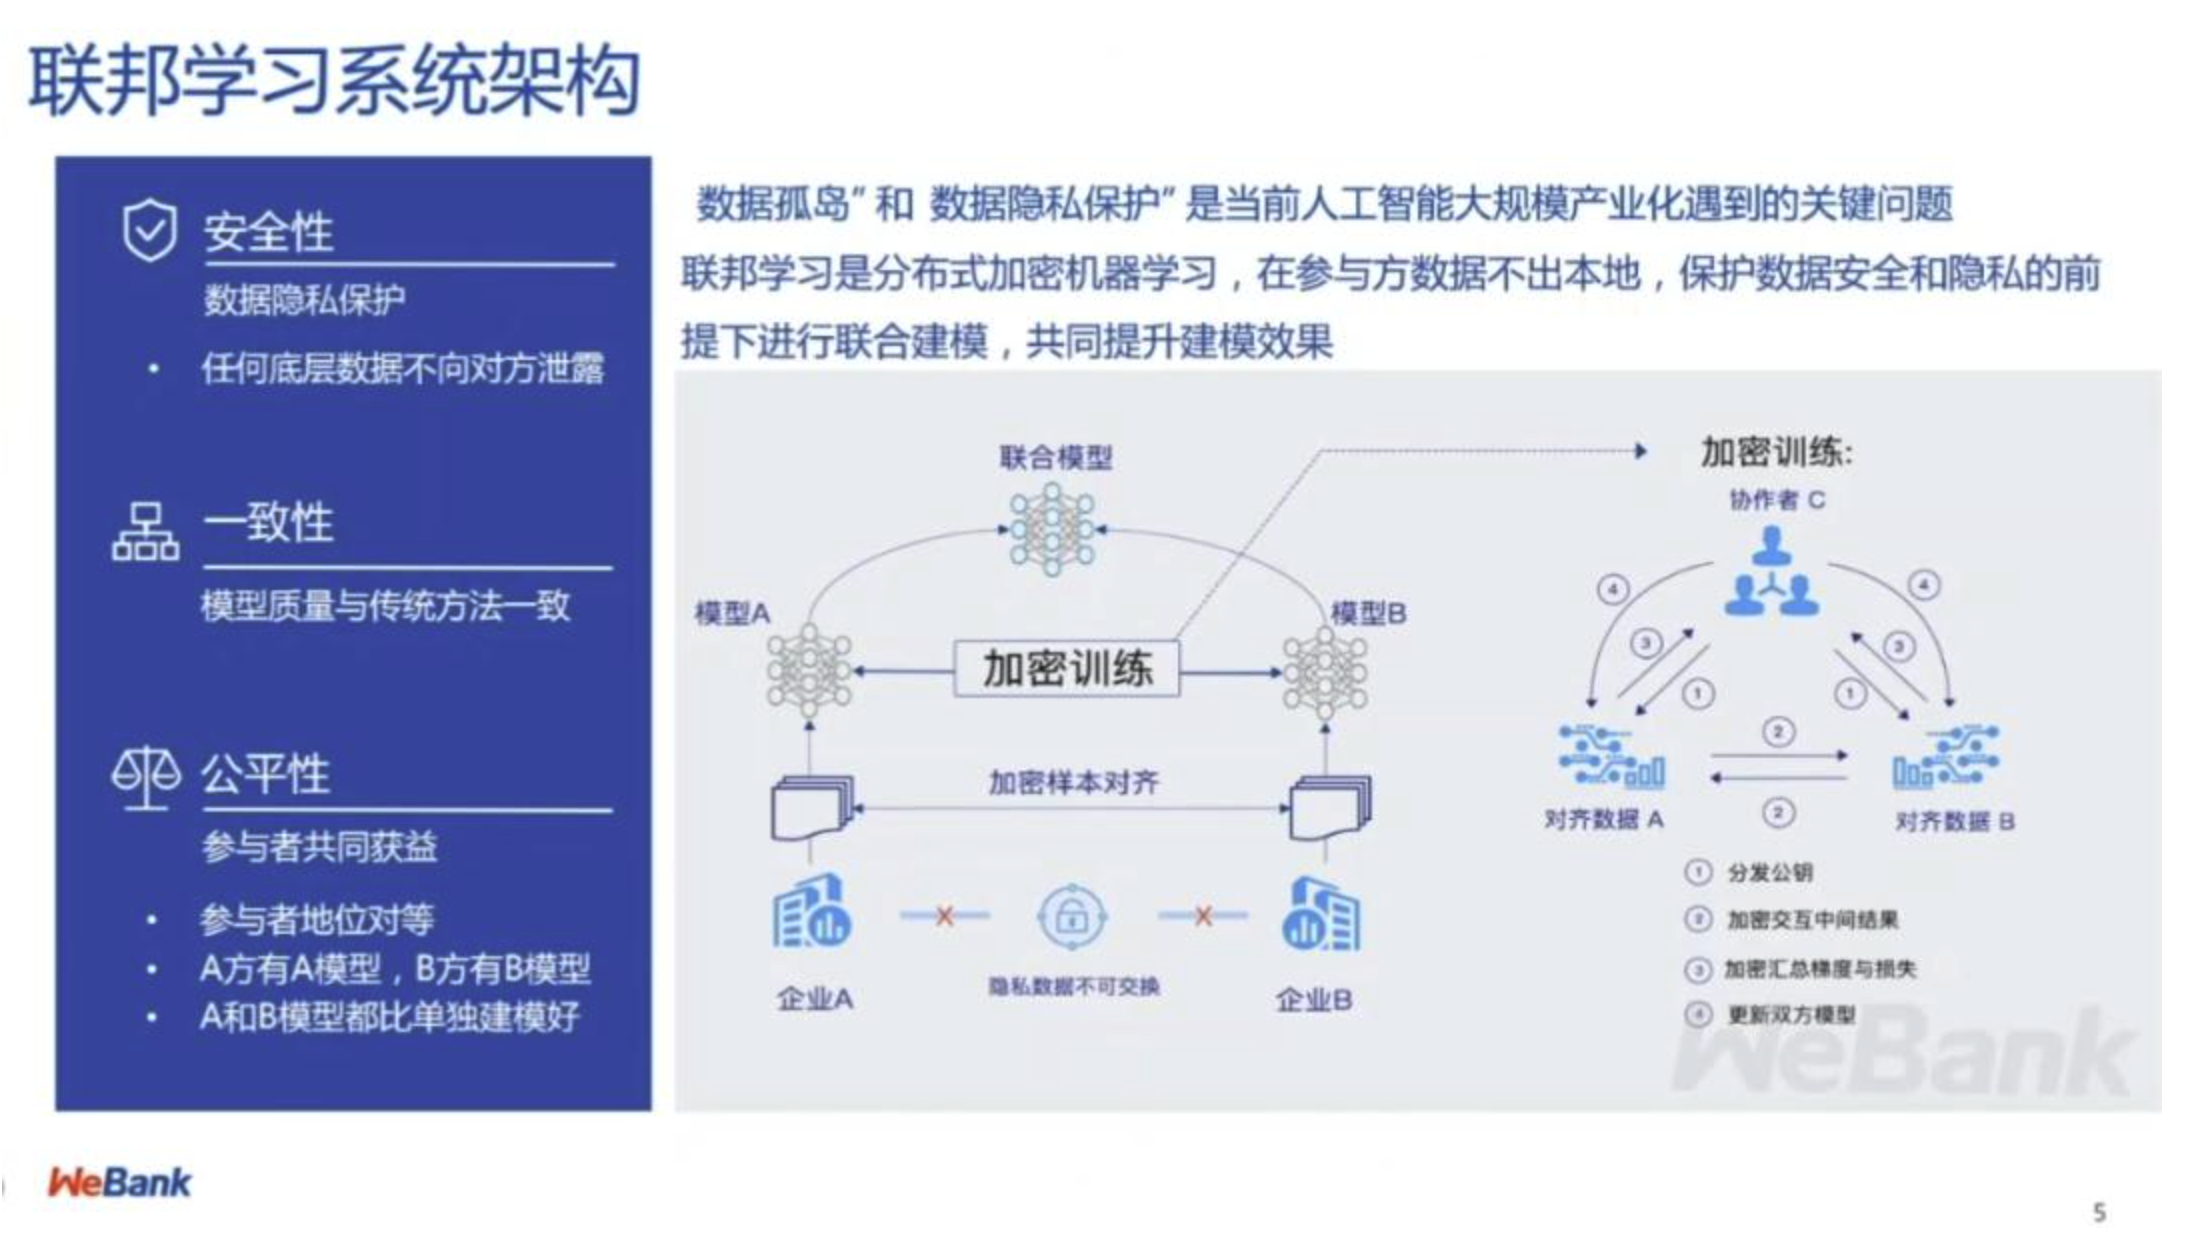 联邦学习系统架构
安全性
数据隐私保护
• 任何底层数据不向对方泄露
一致性
模型质量与传统方法一致
公平性
参与者共同获益
• 参与者地位对等
• A方有A模型，B方有B模型
• A和B模型都比单独建模好
数据孤岛”和 数据隐私保护”是当前人工智能大规模产业化遇到的关键问题
联邦学习是分布式加密机器学习，在参与方数据不出本地，保护数据安全和隐私的前
提下进行联合建模，共同提升建模效果
联合模型
模型A
模型B
加密训练
加密样本对齐
企业A
隐私数据不可交换
企业B
加密训练:
协作者 C
④
④
③
③
①
①
②
②
对齐数据 A
对齐数据 B
① 分发公钥
② 加密交互中间结果
③ 加密汇总梯度与损失
④ 更新双方模型
WeBank
WeBank
5